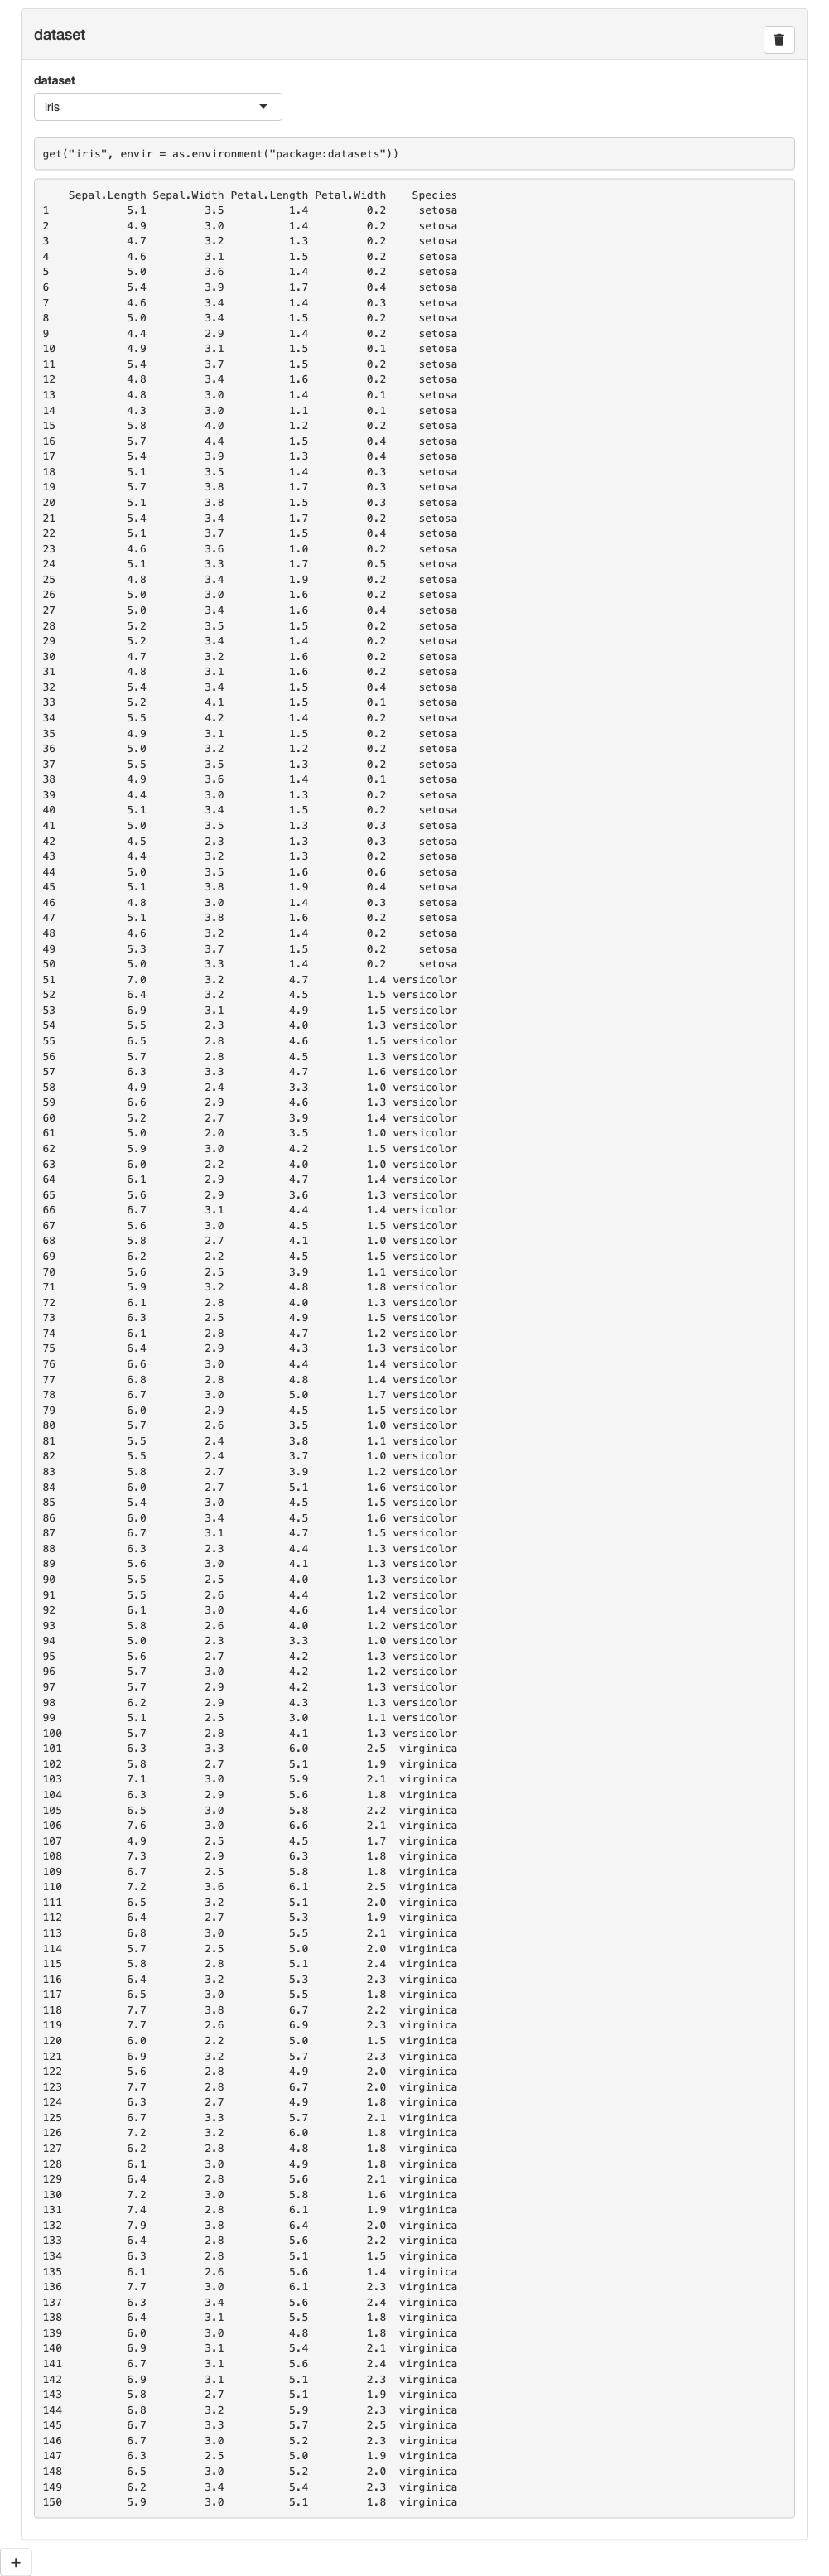 dataset
dataset
iris
get("iris", envir = as.environment("package:datasets"))
Sepal.Length Sepal.Width Petal.Length Petal.Width Species
1 5.1 3.5 1.4 0.2 setosa
2 4.9 3.0 1.4 0.2 setosa
3 4.7 3.2 1.3 0.2 setosa
4 4.6 3.1 1.5 0.2 setosa
5 5.0 3.6 1.4 0.2 setosa
6 5.4 3.9 1.7 0.4 setosa
7 4.6 3.4 1.4 0.3 setosa
8 5.0 3.4 1.5 0.2 setosa
9 4.4 2.9 1.4 0.2 setosa
10 4.9 3.1 1.5 0.1 setosa
11 5.4 3.7 1.5 0.2 setosa
12 4.8 3.4 1.6 0.2 setosa
13 4.8 3.0 1.4 0.1 setosa
14 4.3 3.0 1.1 0.1 setosa
15 5.8 4.0 1.2 0.2 setosa
16 5.7 4.4 1.5 0.4 setosa
17 5.4 3.9 1.3 0.4 setosa
18 5.1 3.5 1.4 0.3 setosa
19 5.7 3.8 1.7 0.3 setosa
20 5.1 3.8 1.5 0.3 setosa
21 5.4 3.4 1.7 0.2 setosa
22 5.1 3.7 1.5 0.4 setosa
23 4.6 3.6 1.0 0.2 setosa
24 5.1 3.3 1.7 0.5 setosa
25 4.8 3.4 1.9 0.2 setosa
26 5.0 3.0 1.6 0.2 setosa
27 5.0 3.4 1.6 0.4 setosa
28 5.2 3.5 1.5 0.2 setosa
29 5.2 3.4 1.4 0.2 setosa
30 4.7 3.2 1.6 0.2 setosa
31 4.8 3.1 1.6 0.2 setosa
32 5.4 3.4 1.5 0.4 setosa
33 5.2 4.1 1.5 0.1 setosa
34 5.5 4.2 1.4 0.2 setosa
35 4.9 3.1 1.5 0.2 setosa
36 5.0 3.2 1.2 0.2 setosa
37 5.5 3.5 1.3 0.2 setosa
38 4.9 3.6 1.4 0.1 setosa
39 4.4 3.0 1.3 0.2 setosa
40 5.1 3.4 1.5 0.2 setosa
41 5.0 3.5 1.3 0.3 setosa
42 4.5 2.3 1.3 0.3 setosa
43 4.4 3.2 1.3 0.2 setosa
44 5.0 3.5 1.6 0.6 setosa
45 5.1 3.8 1.9 0.4 setosa
46 4.8 3.0 1.4 0.3 setosa
47 5.1 3.8 1.6 0.2 setosa
48 4.6 3.2 1.4 0.2 setosa
49 5.3 3.7 1.5 0.2 setosa
50 5.0 3.3 1.4 0.2 setosa
51 7.0 3.2 4.7 1.4 versicolor
52 6.4 3.2 4.5 1.5 versicolor
53 6.9 3.1 4.9 1.5 versicolor
54 5.5 2.3 4.0 1.3 versicolor
55 6.5 2.8 4.6 1.5 versicolor
56 5.7 2.8 4.5 1.3 versicolor
57 6.3 3.3 4.7 1.6 versicolor
58 4.9 2.4 3.3 1.0 versicolor
59 6.6 2.9 4.6 1.3 versicolor
60 5.2 2.7 3.9 1.4 versicolor
61 5.0 2.0 3.5 1.0 versicolor
62 5.9 3.0 4.2 1.5 versicolor
63 6.0 2.2 4.0 1.0 versicolor
64 6.1 2.9 4.7 1.4 versicolor
65 5.6 2.9 3.6 1.3 versicolor
66 6.7 3.1 4.4 1.4 versicolor
67 5.6 3.0 4.5 1.5 versicolor
68 5.8 2.7 4.1 1.0 versicolor
69 6.2 2.2 4.5 1.5 versicolor
70 5.6 2.5 3.9 1.1 versicolor
71 5.9 3.2 4.8 1.8 versicolor
72 6.1 2.8 4.0 1.3 versicolor
73 6.3 2.5 4.9 1.5 versicolor
74 6.1 2.8 4.7 1.2 versicolor
75 6.4 2.9 4.3 1.3 versicolor
76 6.6 3.0 4.4 1.4 versicolor
77 6.8 2.8 4.8 1.4 versicolor
78 6.7 3.0 5.0 1.7 versicolor
79 6.0 2.9 4.5 1.5 versicolor
80 5.7 2.6 3.5 1.0 versicolor
81 5.5 2.4 3.8 1.1 versicolor
82 5.5 2.4 3.7 1.0 versicolor
83 5.8 2.7 3.9 1.2 versicolor
84 6.0 2.7 5.1 1.6 versicolor
85 5.4 3.0 4.5 1.5 versicolor
86 6.0 3.4 4.5 1.6 versicolor
87 6.7 3.1 4.7 1.5 versicolor
88 6.3 2.3 4.4 1.3 versicolor
89 5.6 3.0 4.1 1.3 versicolor
90 5.5 2.5 4.0 1.3 versicolor
91 5.5 2.6 4.4 1.2 versicolor
92 6.1 3.0 4.6 1.4 versicolor
93 5.8 2.6 4.0 1.2 versicolor
94 5.0 2.3 3.3 1.0 versicolor
95 5.6 2.7 4.2 1.3 versicolor
96 5.7 3.0 4.2 1.2 versicolor
97 5.7 2.9 4.2 1.3 versicolor
98 6.2 2.9 4.3 1.3 versicolor
99 5.1 2.5 3.0 1.1 versicolor
100 5.7 2.8 4.1 1.3 versicolor
101 6.3 3.3 6.0 2.5 virginica
102 5.8 2.7 5.1 1.9 virginica
103 7.1 3.0 5.9 2.1 virginica
104 6.3 2.9 5.6 1.8 virginica
105 6.5 3.0 5.8 2.2 virginica
106 7.6 3.0 6.6 2.1 virginica
107 4.9 2.5 4.5 1.7 virginica
108 7.3 2.9 6.3 1.8 virginica
109 6.7 2.5 5.8 1.8 virginica
110 7.2 3.6 6.1 2.5 virginica
111 6.5 3.2 5.1 2.0 virginica
112 6.4 2.7 5.3 1.9 virginica
113 6.8 3.0 5.5 2.1 virginica
114 5.7 2.5 5.0 2.0 virginica
115 5.8 2.8 5.1 2.4 virginica
116 6.4 3.2 5.3 2.3 virginica
117 6.5 3.0 5.5 1.8 virginica
118 7.7 3.8 6.7 2.2 virginica
119 7.7 2.6 6.9 2.3 virginica
120 6.0 2.2 5.0 1.5 virginica
121 6.9 3.2 5.7 2.3 virginica
122 5.6 2.8 4.9 2.0 virginica
123 7.7 2.8 6.7 2.0 virginica
124 6.3 2.7 4.9 1.8 virginica
125 6.7 3.3 5.7 2.1 virginica
126 7.2 3.2 6.0 1.8 virginica
127 6.2 2.8 4.8 1.8 virginica
128 6.1 3.0 4.9 1.8 virginica
129 6.4 2.8 5.6 2.1 virginica
130 7.2 3.0 5.8 1.6 virginica
131 7.4 2.8 6.1 1.9 virginica
132 7.9 3.8 6.4 2.0 virginica
133 6.4 2.8 5.6 2.2 virginica
134 6.3 2.8 5.1 1.5 virginica
135 6.1 2.6 5.6 1.4 virginica
136 7.7 3.0 6.1 2.3 virginica
137 6.3 3.4 5.6 2.4 virginica
138 6.4 3.1 5.5 1.8 virginica
139 6.0 3.0 4.8 1.8 virginica
140 6.9 3.1 5.4 2.1 virginica
141 6.7 3.1 5.6 2.4 virginica
142 6.9 3.1 5.1 2.3 virginica
143 5.8 2.7 5.1 1.9 virginica
144 6.8 3.2 5.9 2.3 virginica
145 6.7 3.3 5.7 2.5 virginica
146 6.7 3.0 5.2 2.3 virginica
147 6.3 2.5 5.0 1.9 virginica
148 6.5 3.0 5.2 2.0 virginica
149 6.2 3.4 5.4 2.3 virginica
150 5.9 3.0 5.1 1.8 virginica
+